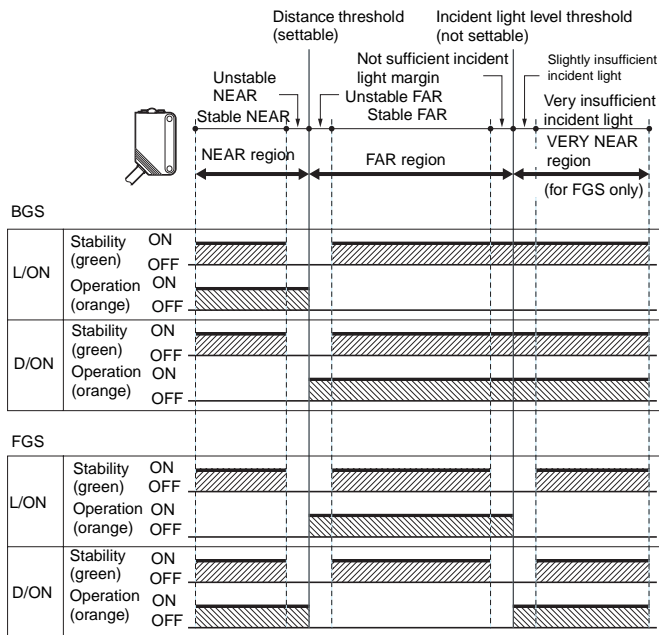 Distance threshold
(settable)
Incident light level threshold
(not settable)
Not sufficient incident
light margin
Slightly insufficient
incident light
Unstable
NEAR
Unstable FAR
Stable NEAR
Stable FAR
Very insufficient
incident light
NEAR region
FAR region
VERY NEAR
region
(for FGS only)
BGS
L/ON
Stability
(green)
ON
OFF
Operation
(orange)
ON
OFF
D/ON
Stability
(green)
ON
OFF
Operation
(orange)
ON
OFF
FGS
L/ON
Stability
(green)
ON
OFF
Operation
(orange)
ON
OFF
D/ON
Stability
(green)
ON
OFF
Operation
(orange)
ON
OFF